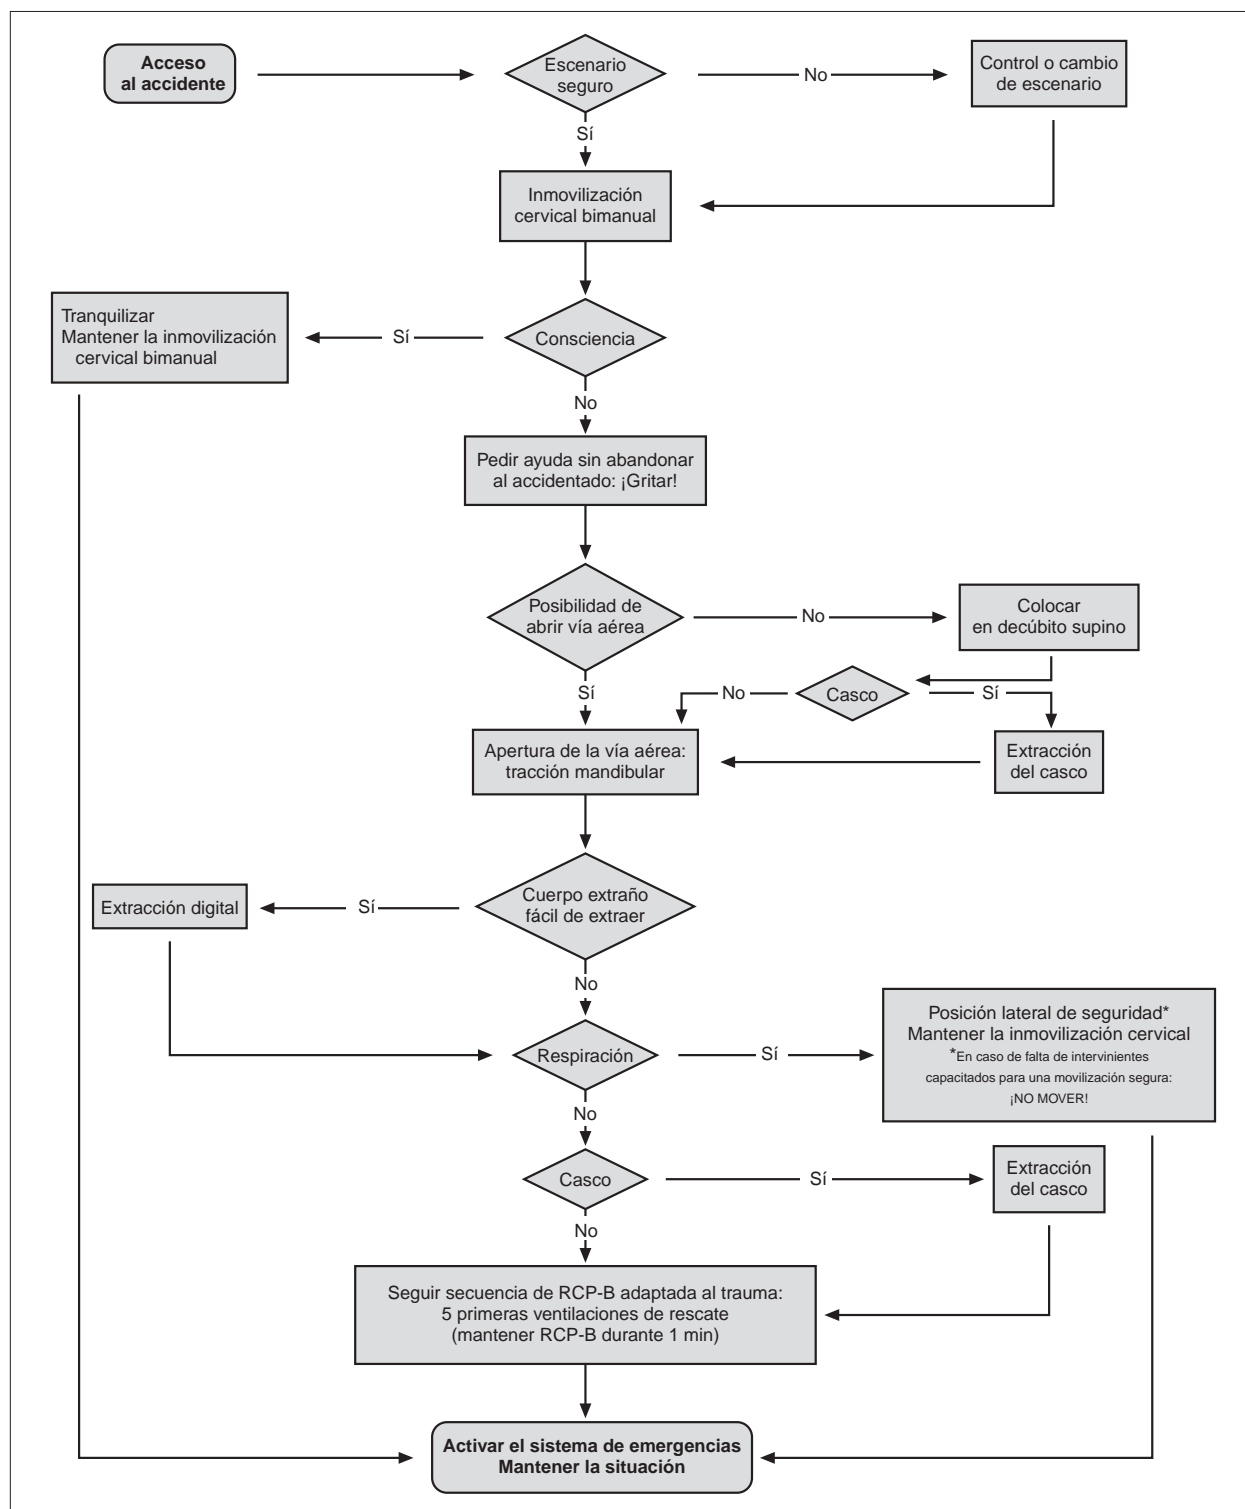 Acceso
al accidente
Escenario
seguro
No
Control o cambio
de escenario
Sí
Inmovilización
cervical bimanual
Tranquilizar
Mantener la inmovilización
cervical bimanual
Sí
Consciencia
No
Pedir ayuda sin abandonar
al accidentado: ¡Gritar!
Posibilidad de
abrir vía aérea
No
Colocar
en decúbito supino
Sí
No
Casco
Sí
Apertura de la vía aérea:
tracción mandibular
Extracción
del casco
Cuerpo extraño
fácil de extraer
Sí
Extracción digital
No
Respiración
Sí
Posición lateral de seguridad*
Mantener la inmovilización cervical
*En caso de falta de intervinientes
capacitados para una movilización segura:
¡NO MOVER!
No
Casco
Sí
Extracción
del casco
No
Seguir secuencia de RCP-B adaptada al trauma:
5 primeras ventilaciones de rescate
(mantener RCP-B durante 1 min)
Activar el sistema de emergencias
Mantener la situación